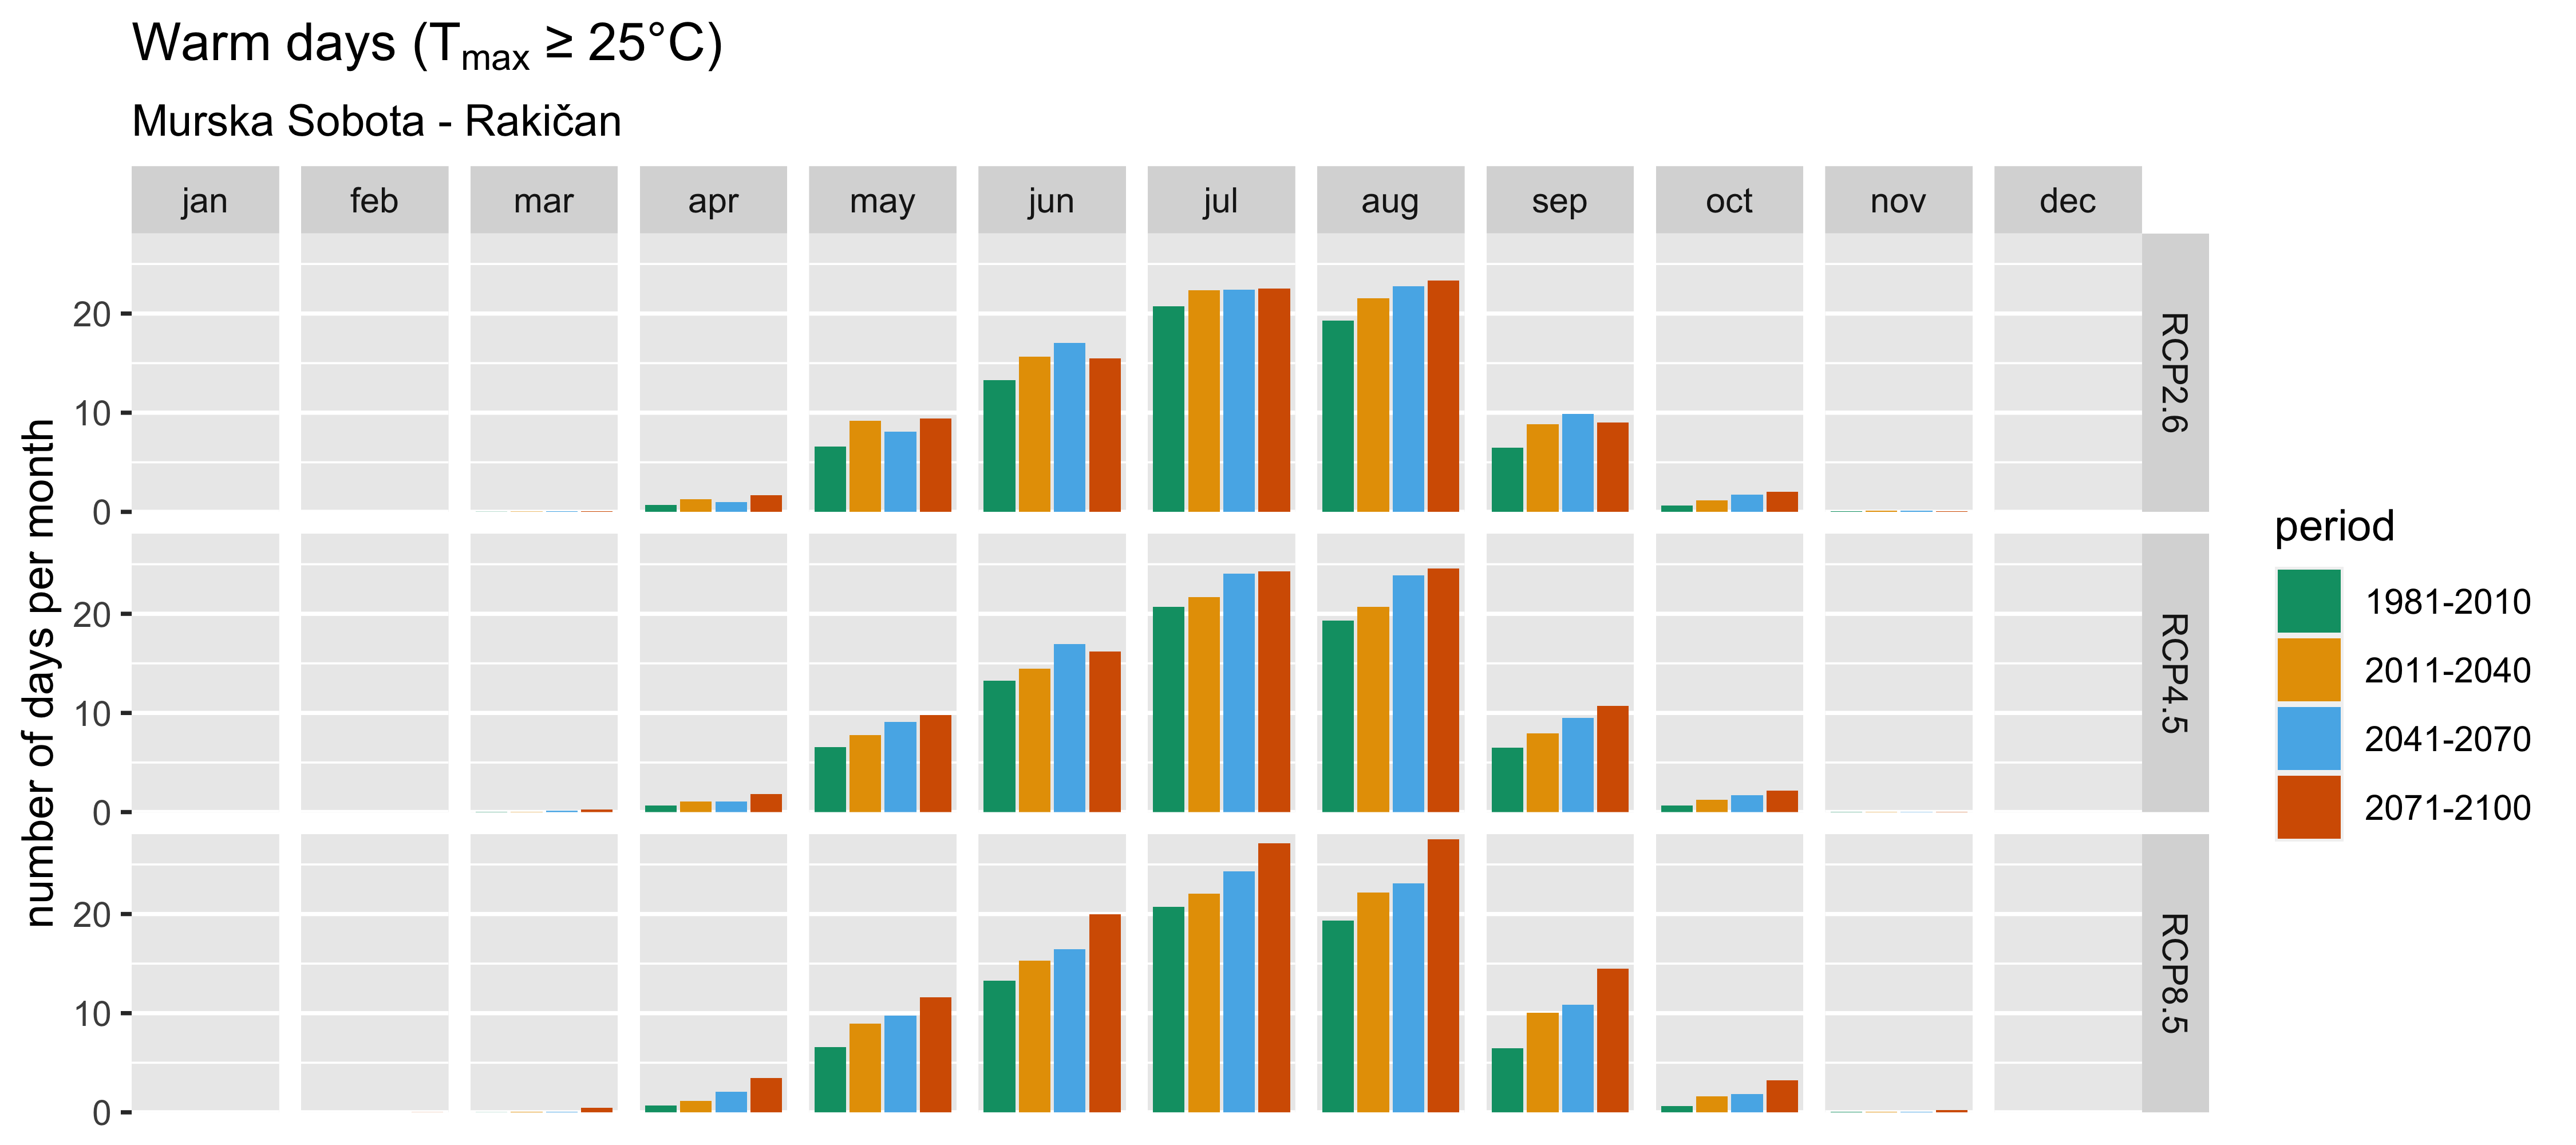 Warm days (Tmax ≥ 25°C)
Murska Sobota - Rakičan
jan feb mar apr may jun jul aug sep oct nov dec
number of days per month
20
10
0
RCP2.6
20
10
0
RCP4.5
20
10
0
RCP8.5
period
1981-2010
2011-2040
2041-2070
2071-2100